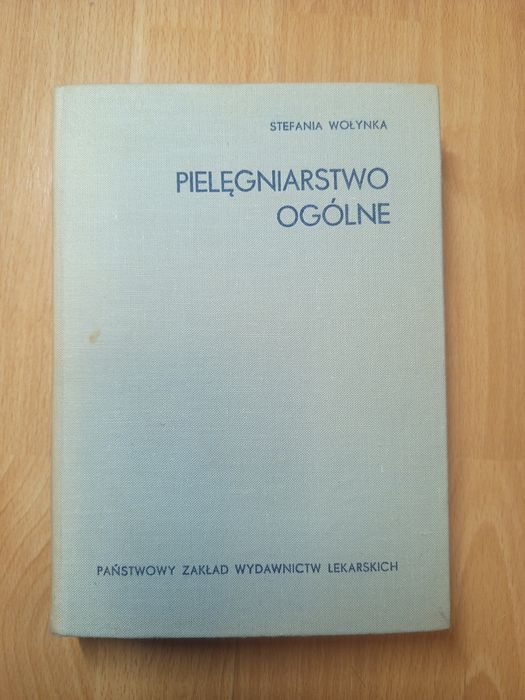 STEFANIA WOŁYNKA
PIELĘGNIARSTWO
OGÓLNE
PAŃSTWOWY ZAKŁAD WYDAWNICTW LEKARSKICH